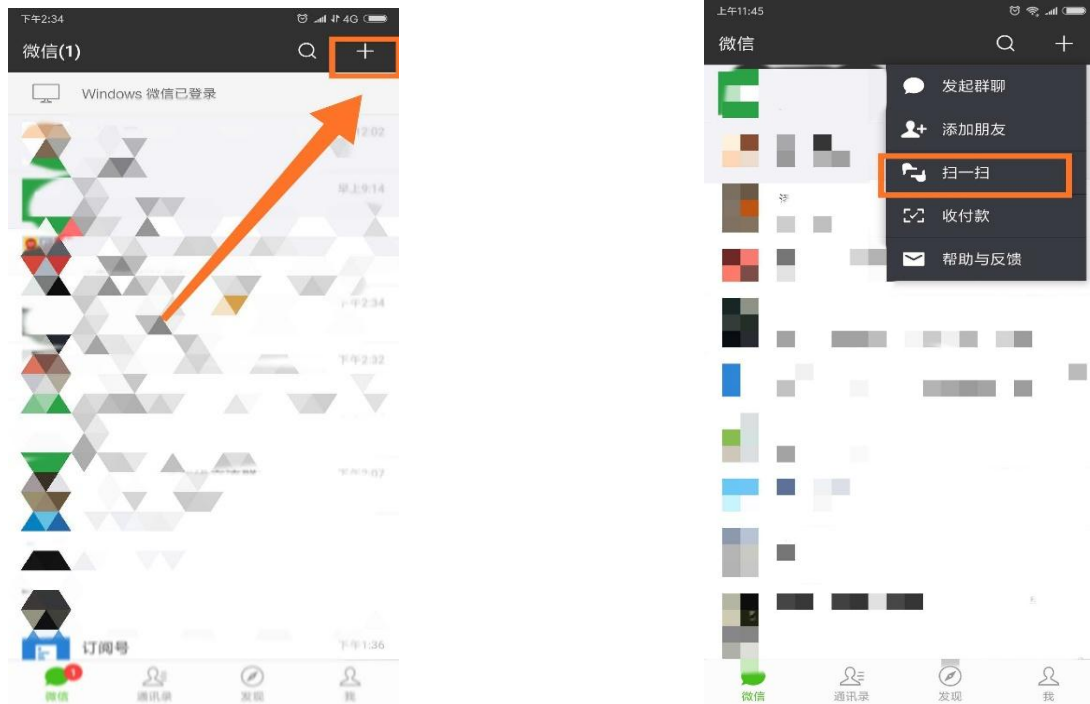 下午2:34
4G
微信(1)
Windows 微信已登录
12:02
早上9:14
下午2:34
下午2:32
下午2:07
订阅号
下午1:36
1
微信
通讯录
发现
我
上午11:45
微信
发起群聊
添加朋友
扫一扫
收付款
帮助与反馈
微信
通讯录
发现
我